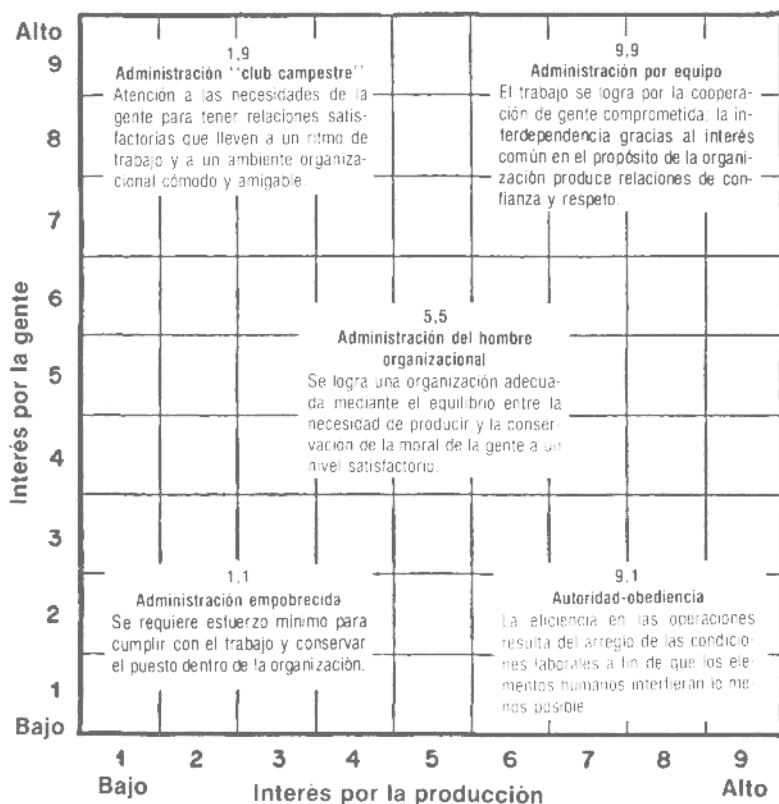 Alto
9
8
7
6
5
4
3
2
1
Bajo
Interés por la gente
1,9
Administración "club campestre"
Atención a las necesidades de la
gente para tener relaciones satis-
factorias que lleven a un ritmo de
trabajo y a un ambiente organiza-
cional cómodo y amigable.
9,9
Administración por equipo
El trabajo se logra por la coopera-
ción de gente comprometida; la in-
terdependencia gracias al interés
común en el propósito de la organi-
zación produce relaciones de con-
fianza y respeto.
5,5
Administración del hombre
organizacional
Se logra una organización adecua-
da mediante el equilibrio entre la
necesidad de producir y la conser-
vación de la moral de la gente a un
nivel satisfactorio.
1,1
Administración empobrecida
Se requiere esfuerzo mínimo para
cumplir con el trabajo y conservar
el puesto dentro de la organización.
9,1
Autoridad-obediencia
La eficiencia en las operaciones
resulta del arreglo de las condicio-
nes laborales a fin de que los ele-
mentos humanos interfieran lo me-
nos posible
1 2 3 4 5 6 7 8 9
Bajo Interés por la producción Alto